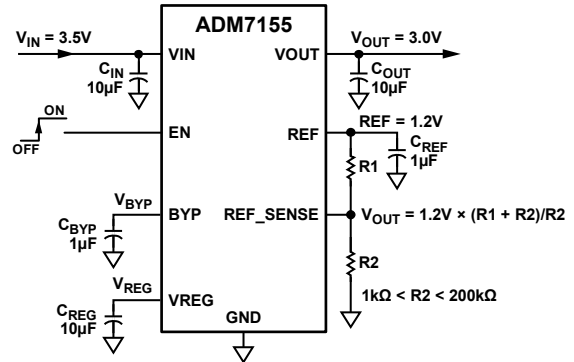 ADM7155
V_IN = 3.5V
VIN
VOUT
V_OUT = 3.0V
C_IN
10µF
C_OUT
10µF
ON
OFF
EN
REF
REF = 1.2V
C_REF
1µF
R1
V_BYP
BYP
C_BYP
1µF
REF_SENSE
V_OUT = 1.2V × (R1 + R2)/R2
R2
1kΩ < R2 < 200kΩ
V_REG
VREG
C_REG
10µF
GND